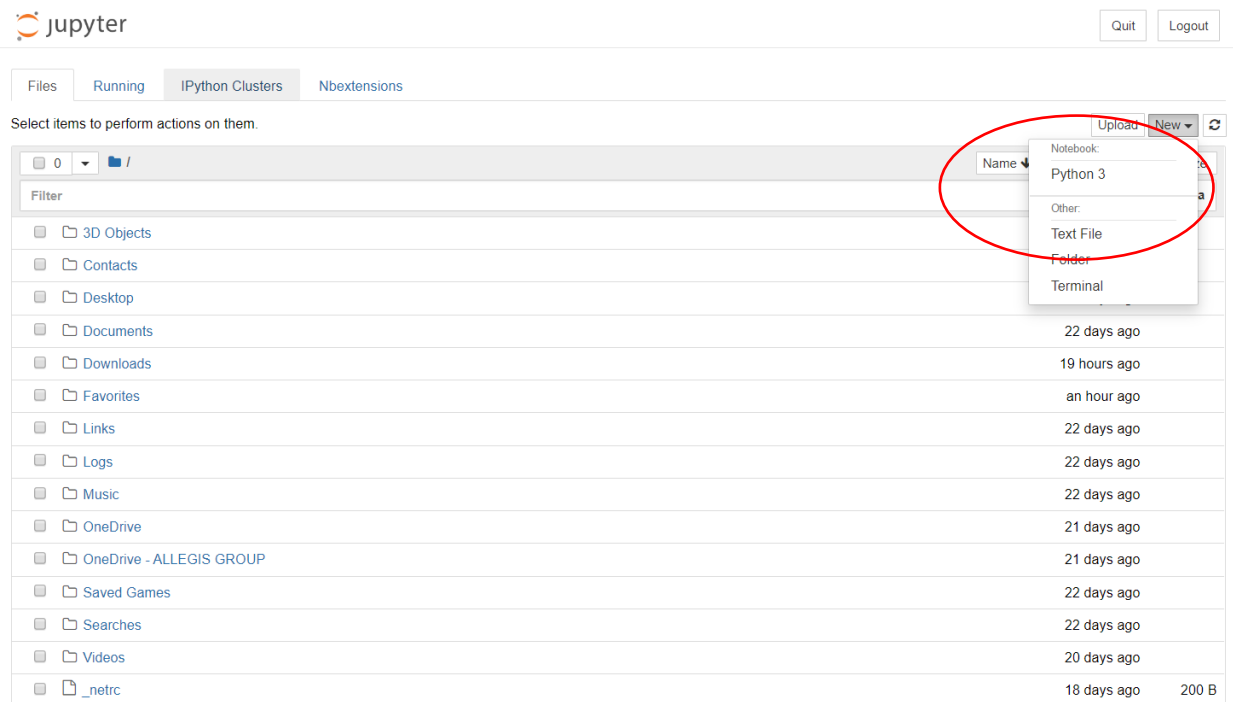 jupyter
Quit
Logout
Files
Running
IPython Clusters
Nbextensions
Select items to perform actions on them.
Upload
New
0
/
Name
Notebook:
Python 3
Filter
Other:
Text File
Folder
Terminal
3D Objects
Contacts
Desktop
Documents
22 days ago
Downloads
19 hours ago
Favorites
an hour ago
Links
22 days ago
Logs
22 days ago
Music
22 days ago
OneDrive
21 days ago
OneDrive - ALLEGIS GROUP
21 days ago
Saved Games
22 days ago
Searches
22 days ago
Videos
20 days ago
_netrc
18 days ago
200 B